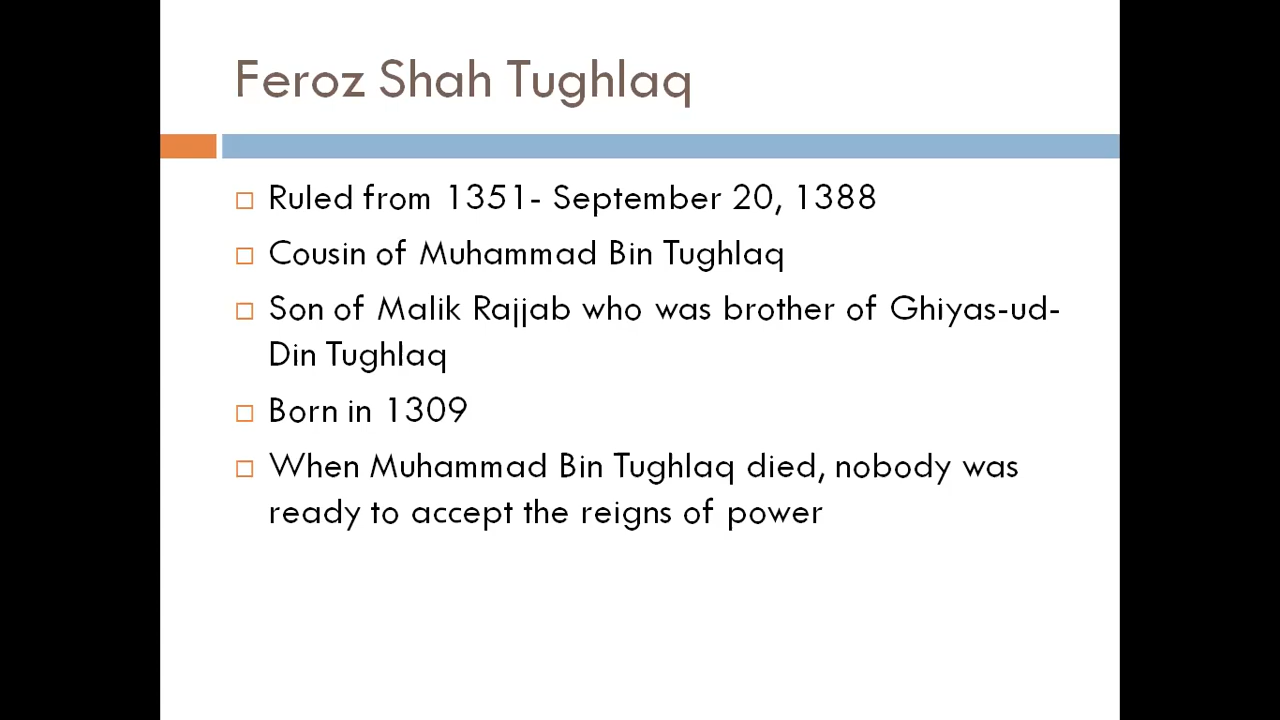 Feroz Shah Tughlaq
Ruled from 1351- September 20, 1388
Cousin of Muhammad Bin Tughlaq
Son of Malik Rajjab who was brother of Ghiyas-ud-
Din Tughlaq
Born in 1309
When Muhammad Bin Tughlaq died, nobody was
ready to accept the reigns of power